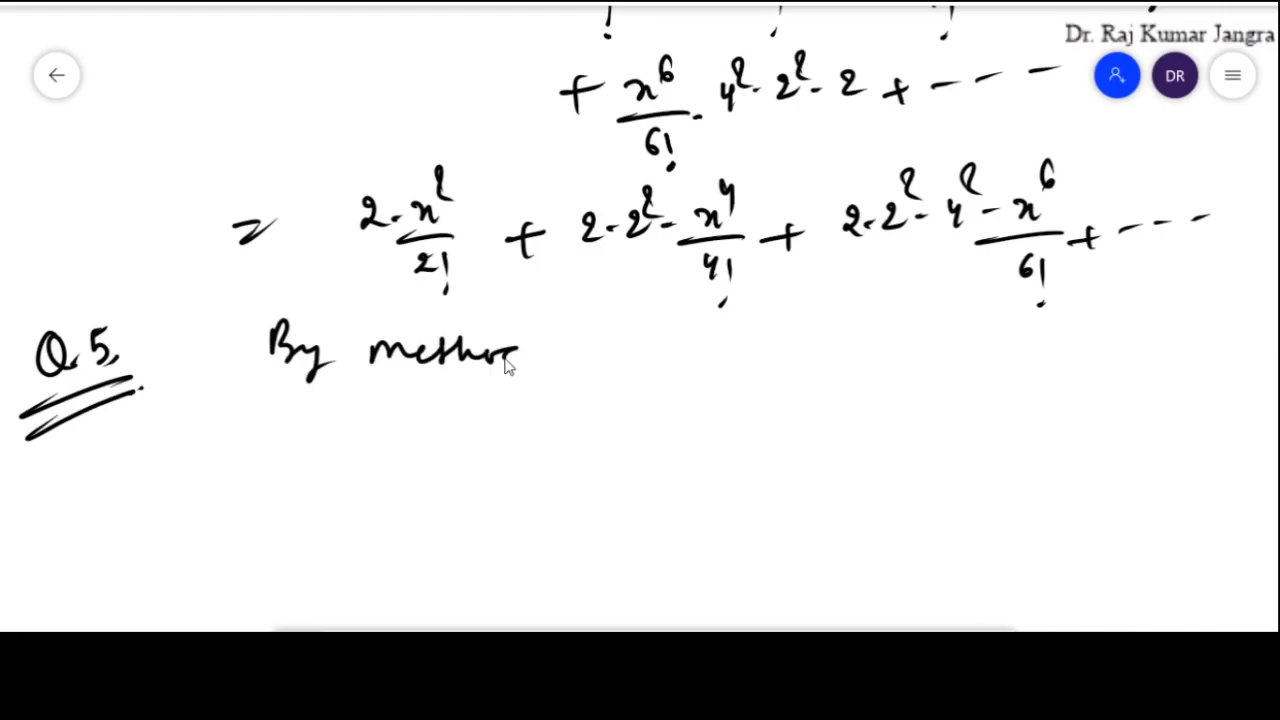 Dr. Raj Kumar Jangra
DR
+ x^6/6! . 4^2 . 2^2 . 2 + ----
= 2 . x^2/2! + 2 . 2^2 . x^4/4! + 2 . 2^2 . 4^2 . x^6/6! + ----
Q.5. By metho